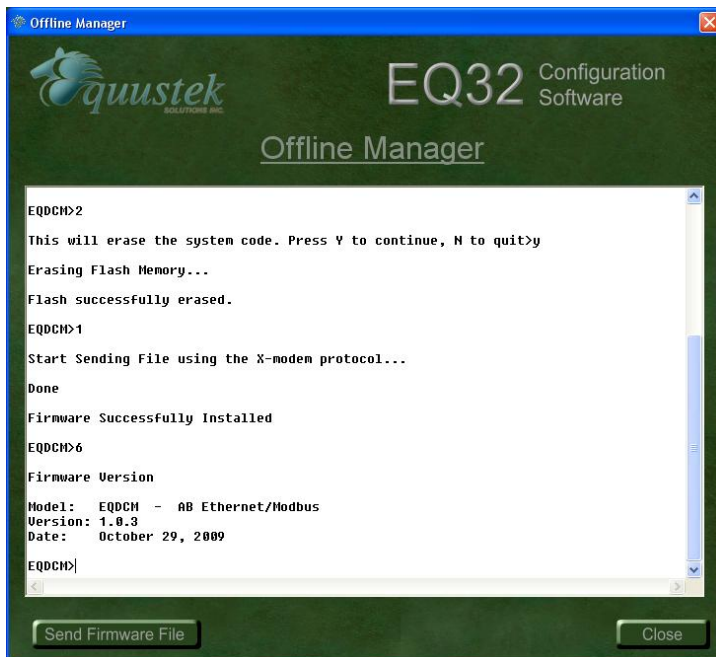 Offline Manager
Equustek
SOLUTIONS INC.
EQ32 Configuration
Software
Offline Manager
EQDCM>2
This will erase the system code. Press Y to continue, N to quit>y
Erasing Flash Memory...
Flash successfully erased.
EQDCM>1
Start Sending File using the X-modem protocol...
Done
Firmware Successfully Installed
EQDCM>6
Firmware Version
Model:   EQDCM  -  AB Ethernet/Modbus
Version: 1.0.3
Date:    October 29, 2009
EQDCM>
Send Firmware File
Close